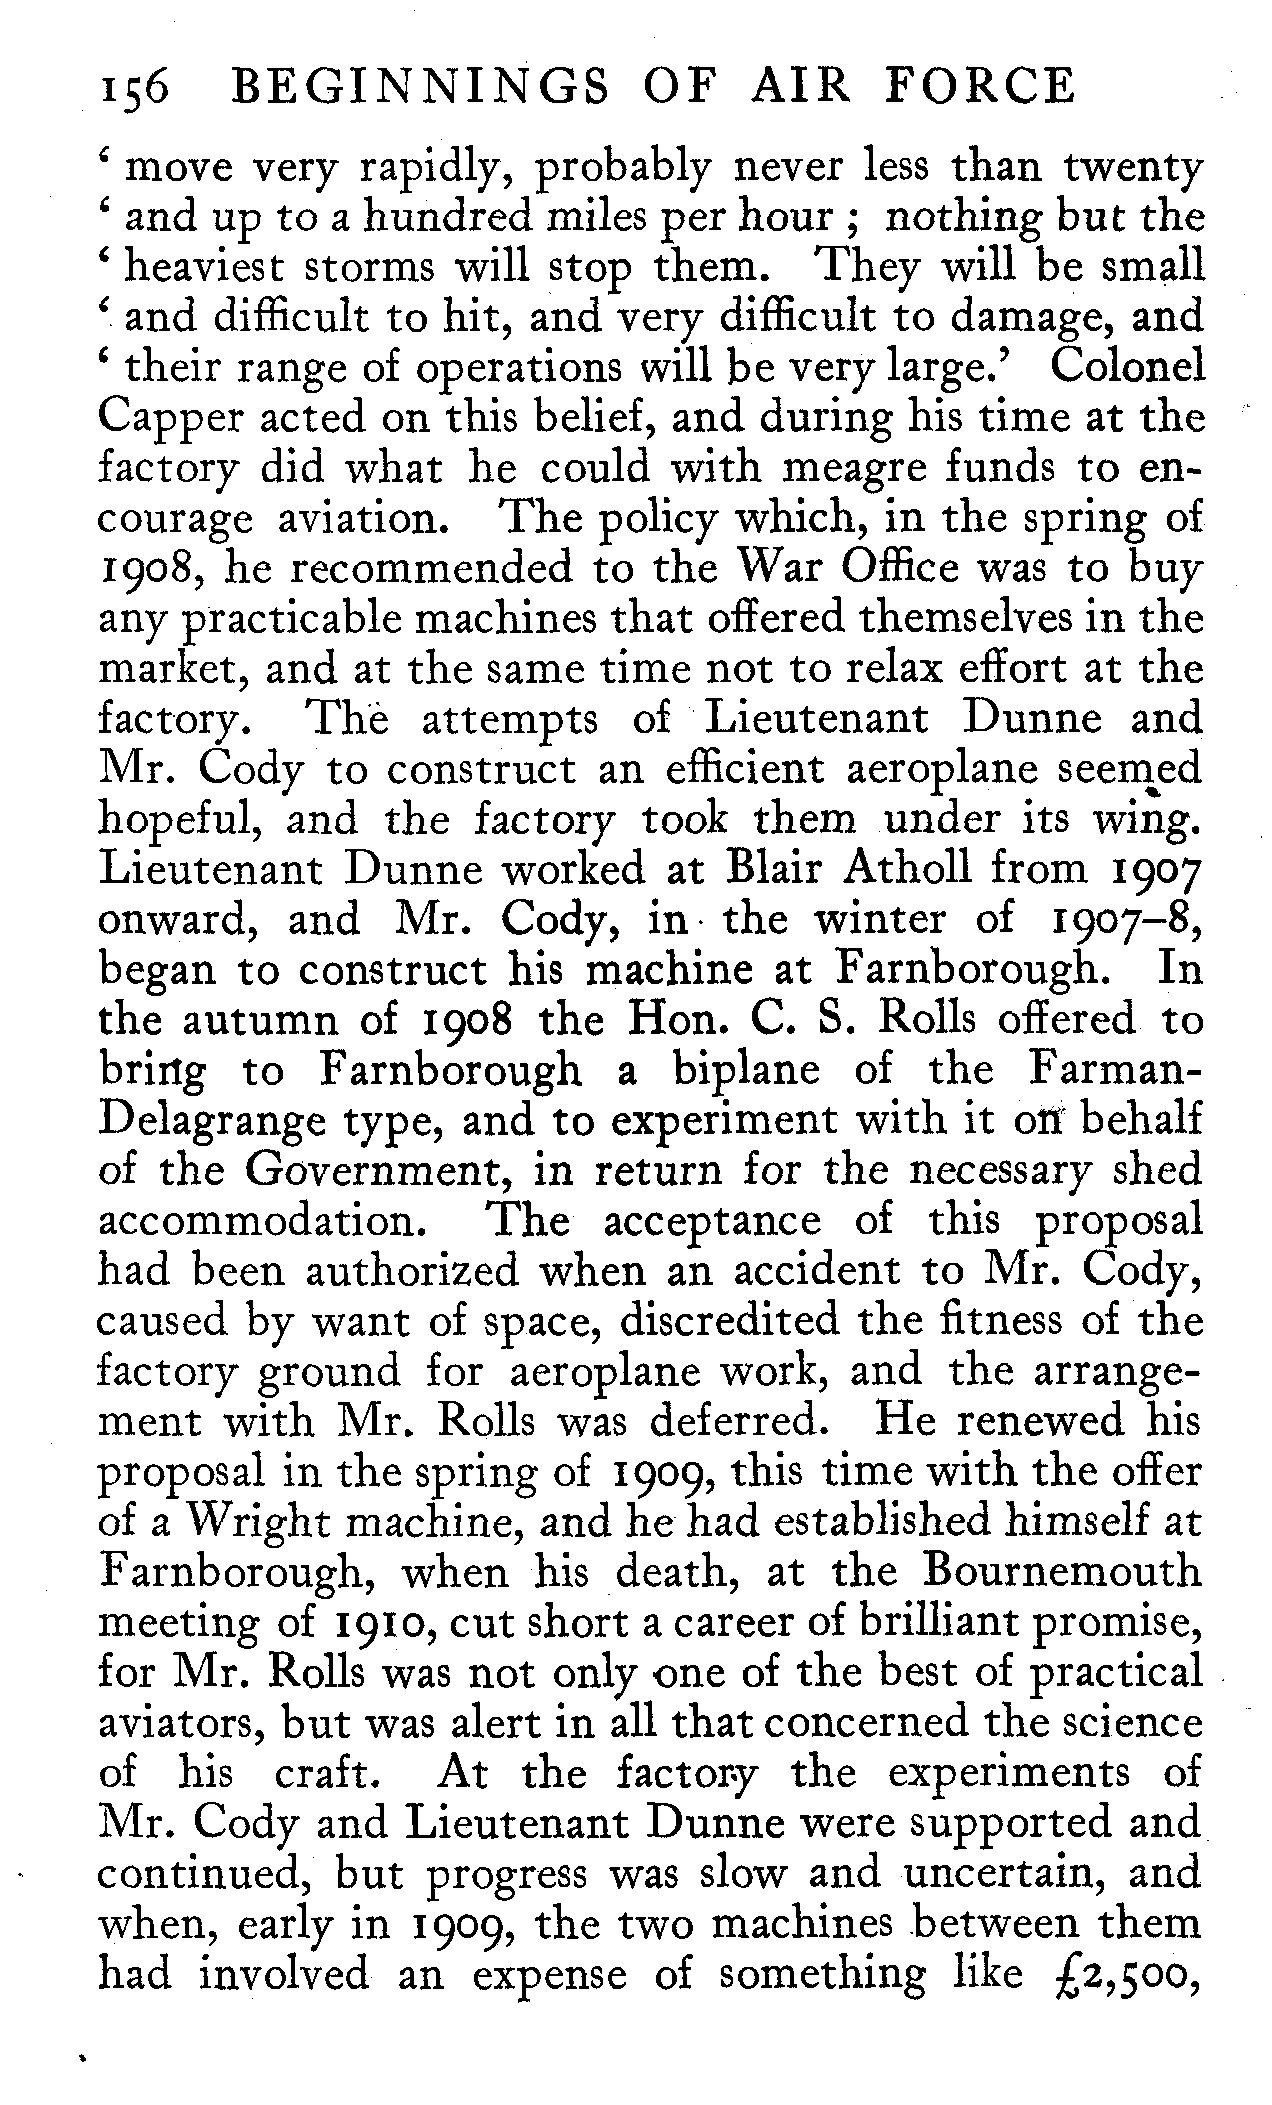 156 BEGINNINGS OF AIR FORCE
‘ move very rapidly, probably never less than twenty
‘ and up to a hundred miles per hour ; nothing but the
‘ heaviest storms will stop them. They will be small
‘ and difficult to hit, and very difficult to damage, and
‘ their range of operations will be very large.’ Colonel
Capper acted on this belief, and during his time at the
factory did what he could with meagre funds to en-
courage aviation. The policy which, in the spring of
1908, he recommended to the War Office was to buy
any practicable machines that offered themselves in the
market, and at the same time not to relax effort at the
factory. The attempts of Lieutenant Dunne and
Mr. Cody to construct an efficient aeroplane seemed
hopeful, and the factory took them under its wing.
Lieutenant Dunne worked at Blair Atholl from 1907
onward, and Mr. Cody, in the winter of 1907–8,
began to construct his machine at Farnborough. In
the autumn of 1908 the Hon. C. S. Rolls offered to
bring to Farnborough a biplane of the Farman-
Delagrange type, and to experiment with it on behalf
of the Government, in return for the necessary shed
accommodation. The acceptance of this proposal
had been authorized when an accident to Mr. Cody,
caused by want of space, discredited the fitness of the
factory ground for aeroplane work, and the arrange-
ment with Mr. Rolls was deferred. He renewed his
proposal in the spring of 1909, this time with the offer
of a Wright machine, and he had established himself at
Farnborough, when his death, at the Bournemouth
meeting of 1910, cut short a career of brilliant promise,
for Mr. Rolls was not only one of the best of practical
aviators, but was alert in all that concerned the science
of his craft. At the factory the experiments of
Mr. Cody and Lieutenant Dunne were supported and
continued, but progress was slow and uncertain, and
when, early in 1909, the two machines between them
had involved an expense of something like £2,500,